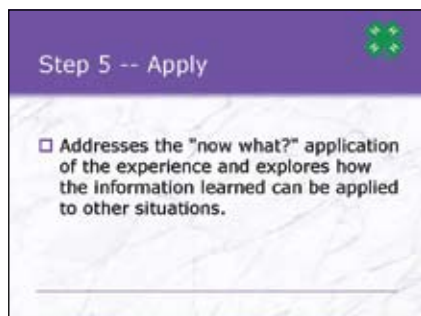 Step 5 -- Apply
Addresses the "now what?" application
of the experience and explores how
the information learned can be applied
to other situations.